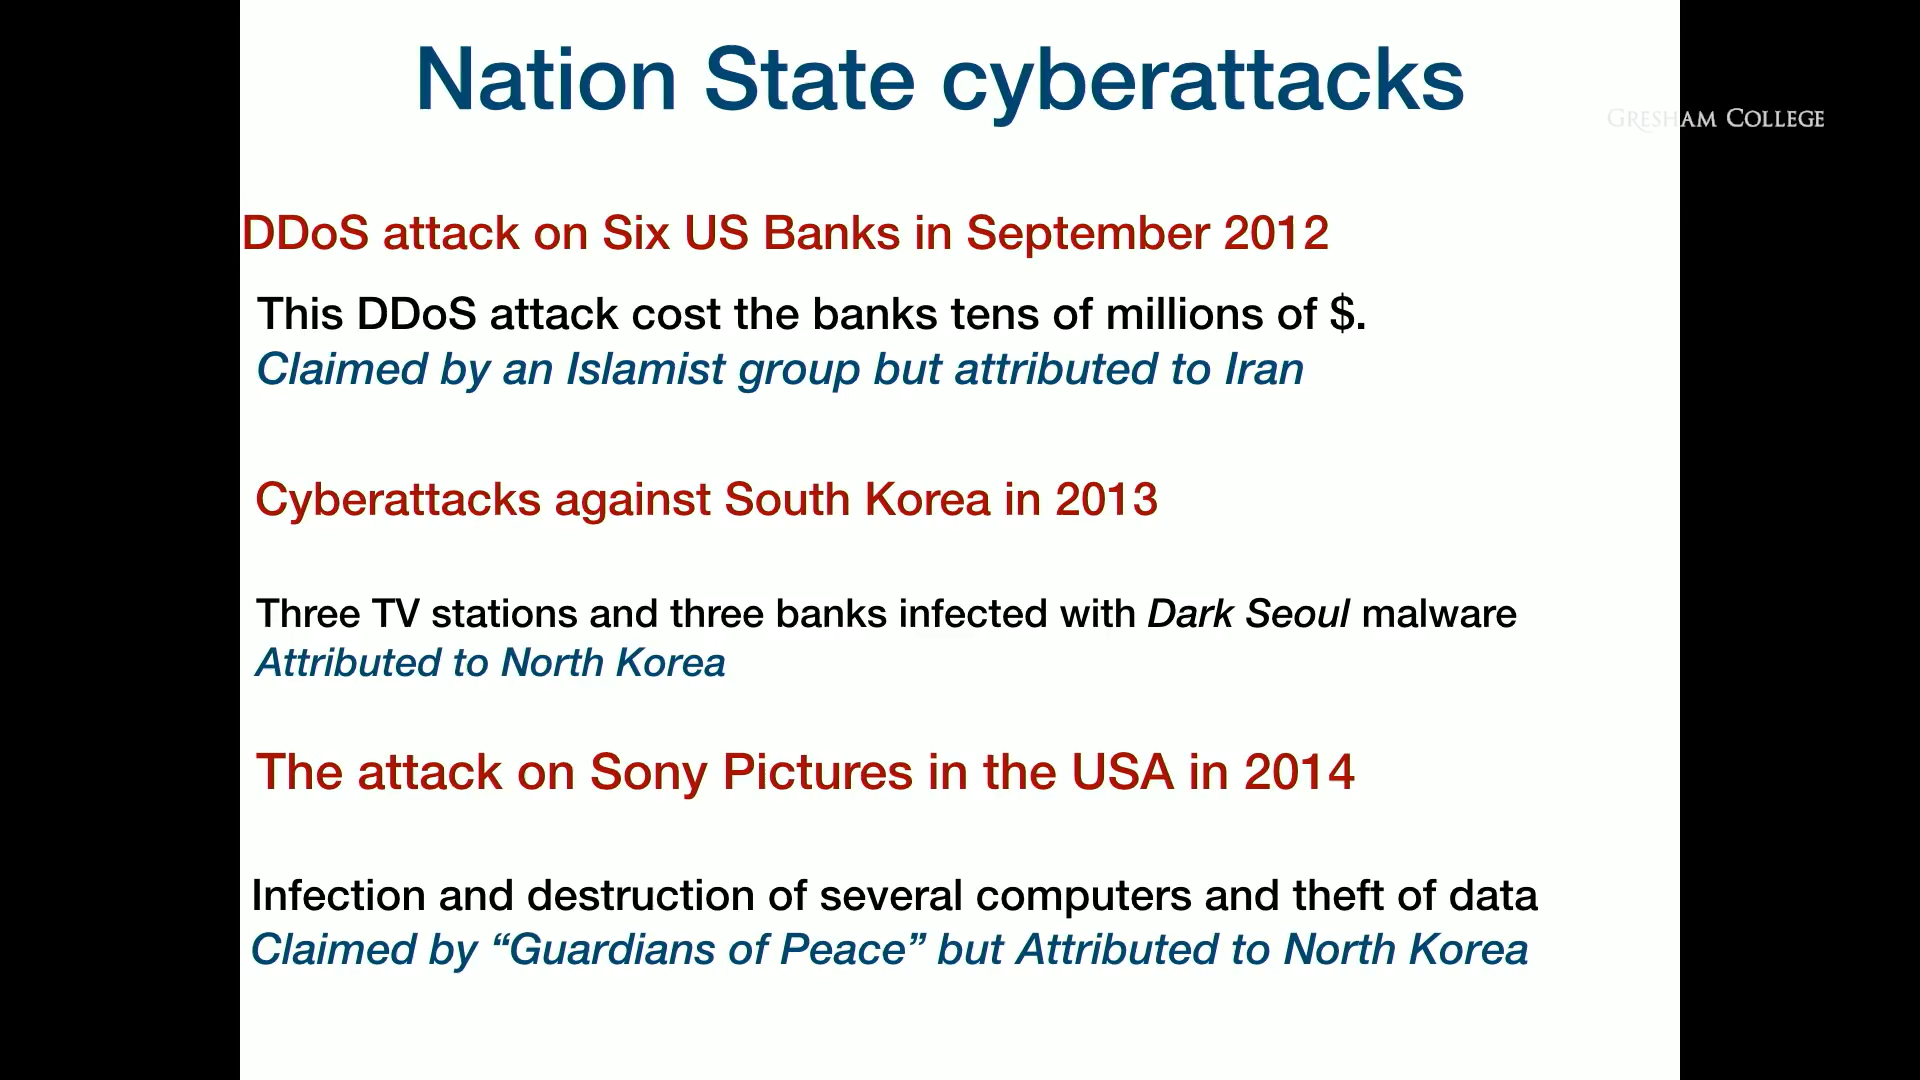 Nation State cyberattacks
GRESHAM COLLEGE
DDoS attack on Six US Banks in September 2012
This DDoS attack cost the banks tens of millions of $.
Claimed by an Islamist group but attributed to Iran
Cyberattacks against South Korea in 2013
Three TV stations and three banks infected with Dark Seoul malware
Attributed to North Korea
The attack on Sony Pictures in the USA in 2014
Infection and destruction of several computers and theft of data
Claimed by “Guardians of Peace” but Attributed to North Korea